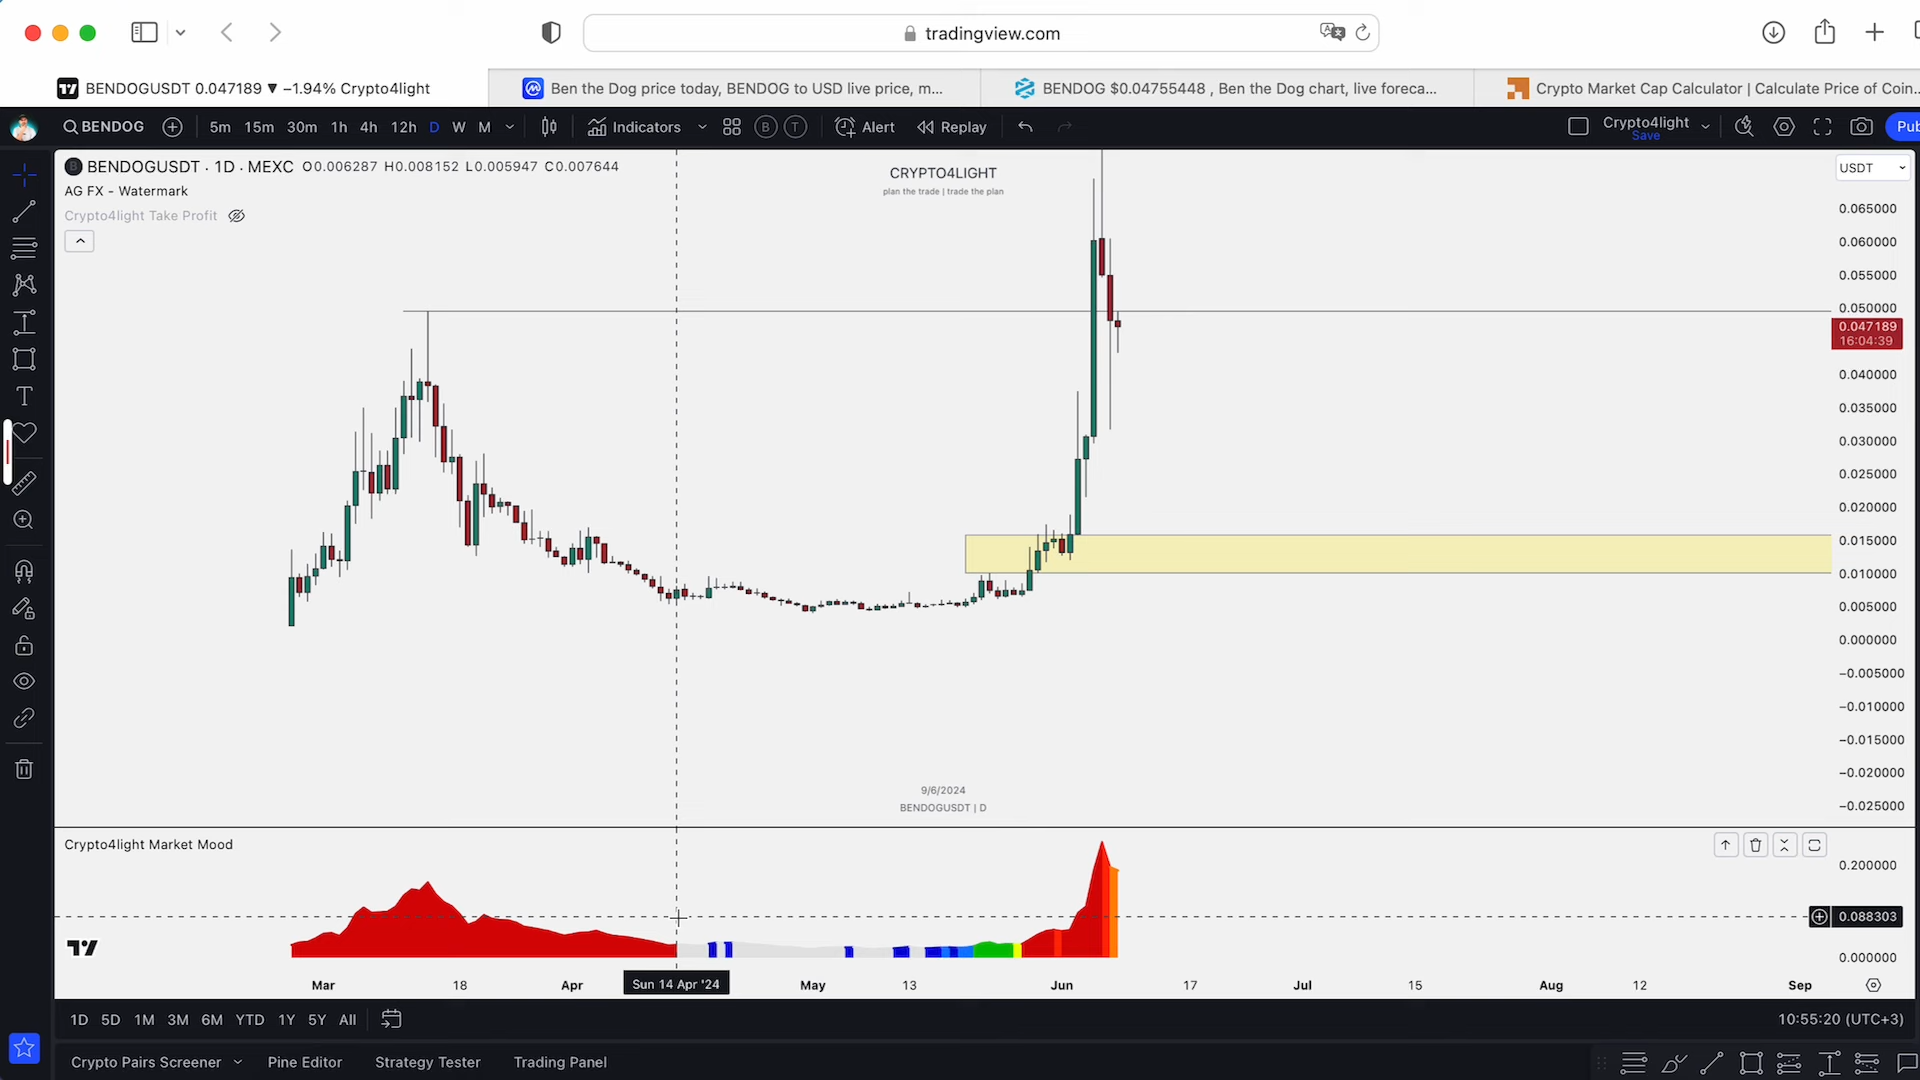 tradingview.com
BENDOGUSDT 0.047189 ▼ −1.94% Crypto4light
Ben the Dog price today, BENDOG to USD live price, m...
BENDOG $0.04755448 , Ben the Dog chart, live foreca...
Crypto Market Cap Calculator | Calculate Price of Coin...
BENDOG 5m 15m 30m 1h 4h 12h D W M Indicators B T Alert Replay Crypto4light Pub
Save
BENDOGUSDT · 1D · MEXC O0.006287 H0.008152 L0.005947 C0.007644
AG FX - Watermark
Crypto4light Take Profit
CRYPTO4LIGHT
plan the trade | trade the plan
USDT
0.065000
0.060000
0.055000
0.050000
0.047189
16:04:39
0.040000
0.035000
0.030000
0.025000
0.020000
0.015000
0.010000
0.005000
0.000000
−0.005000
−0.010000
−0.015000
−0.020000
−0.025000
9/6/2024
BENDOGUSDT | D
Crypto4light Market Mood
0.200000
0.088303
0.000000
Mar 18 Apr Sun 14 Apr '24 May 13 Jun 17 Jul 15 Aug 12 Sep
1D 5D 1M 3M 6M YTD 1Y 5Y All 10:55:20 (UTC+3)
Crypto Pairs Screener Pine Editor Strategy Tester Trading Panel